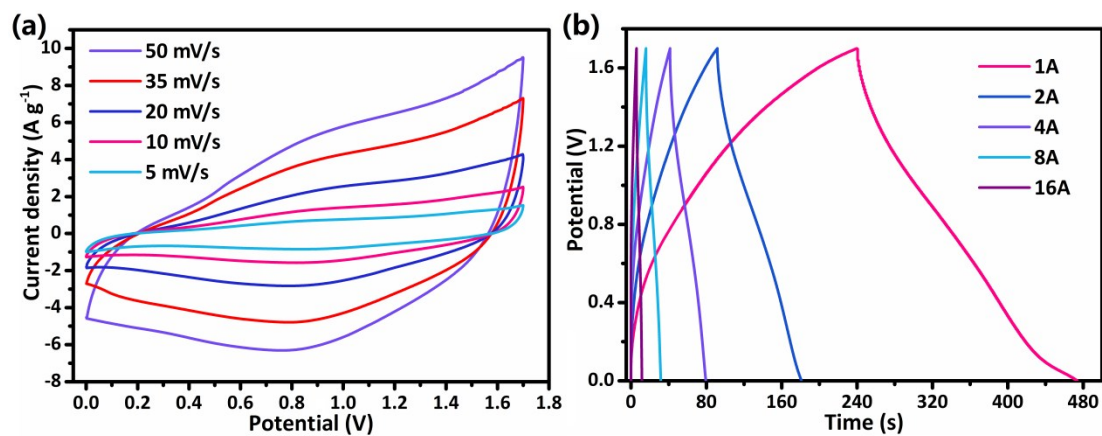 (a)
50 mV/s
35 mV/s
20 mV/s
10 mV/s
5 mV/s
Current density (A g⁻¹)
10
8
6
4
2
0
-2
-4
-6
-8
0.0 0.2 0.4 0.6 0.8 1.0 1.2 1.4 1.6 1.8
Potential (V)
(b)
1A
2A
4A
8A
16A
Potential (V)
1.6
1.2
0.8
0.4
0.0
0 80 160 240 320 400 480
Time (s)